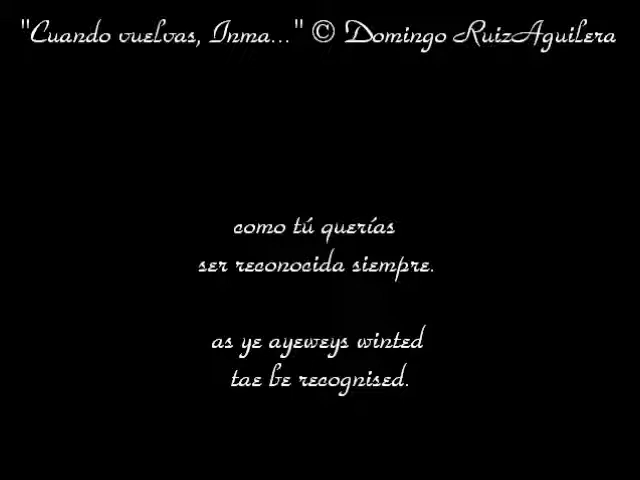 "Cuando vuelvas, Inma..." © Domingo RuizAguilera
como tú querías
ser reconocida siempre.
as ye ayeweys winted
tae be recognised.